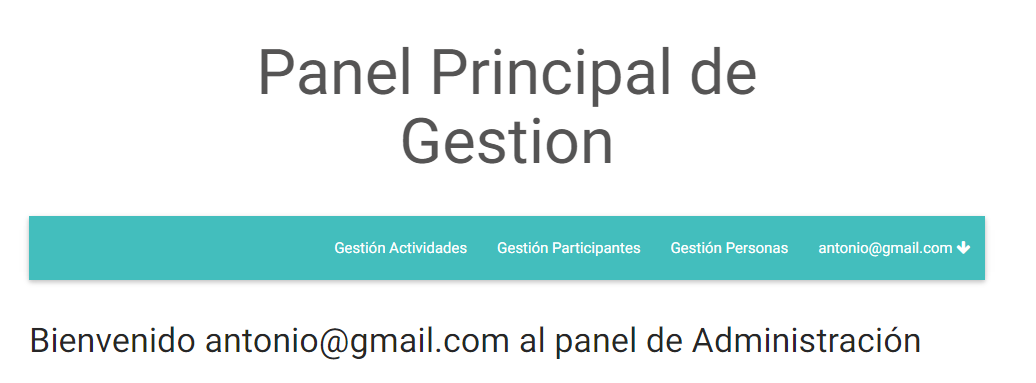 Panel Principal de
Gestion
Gestión Actividades Gestión Participantes Gestión Personas antonio@gmail.com
Bienvenido antonio@gmail.com al panel de Administración